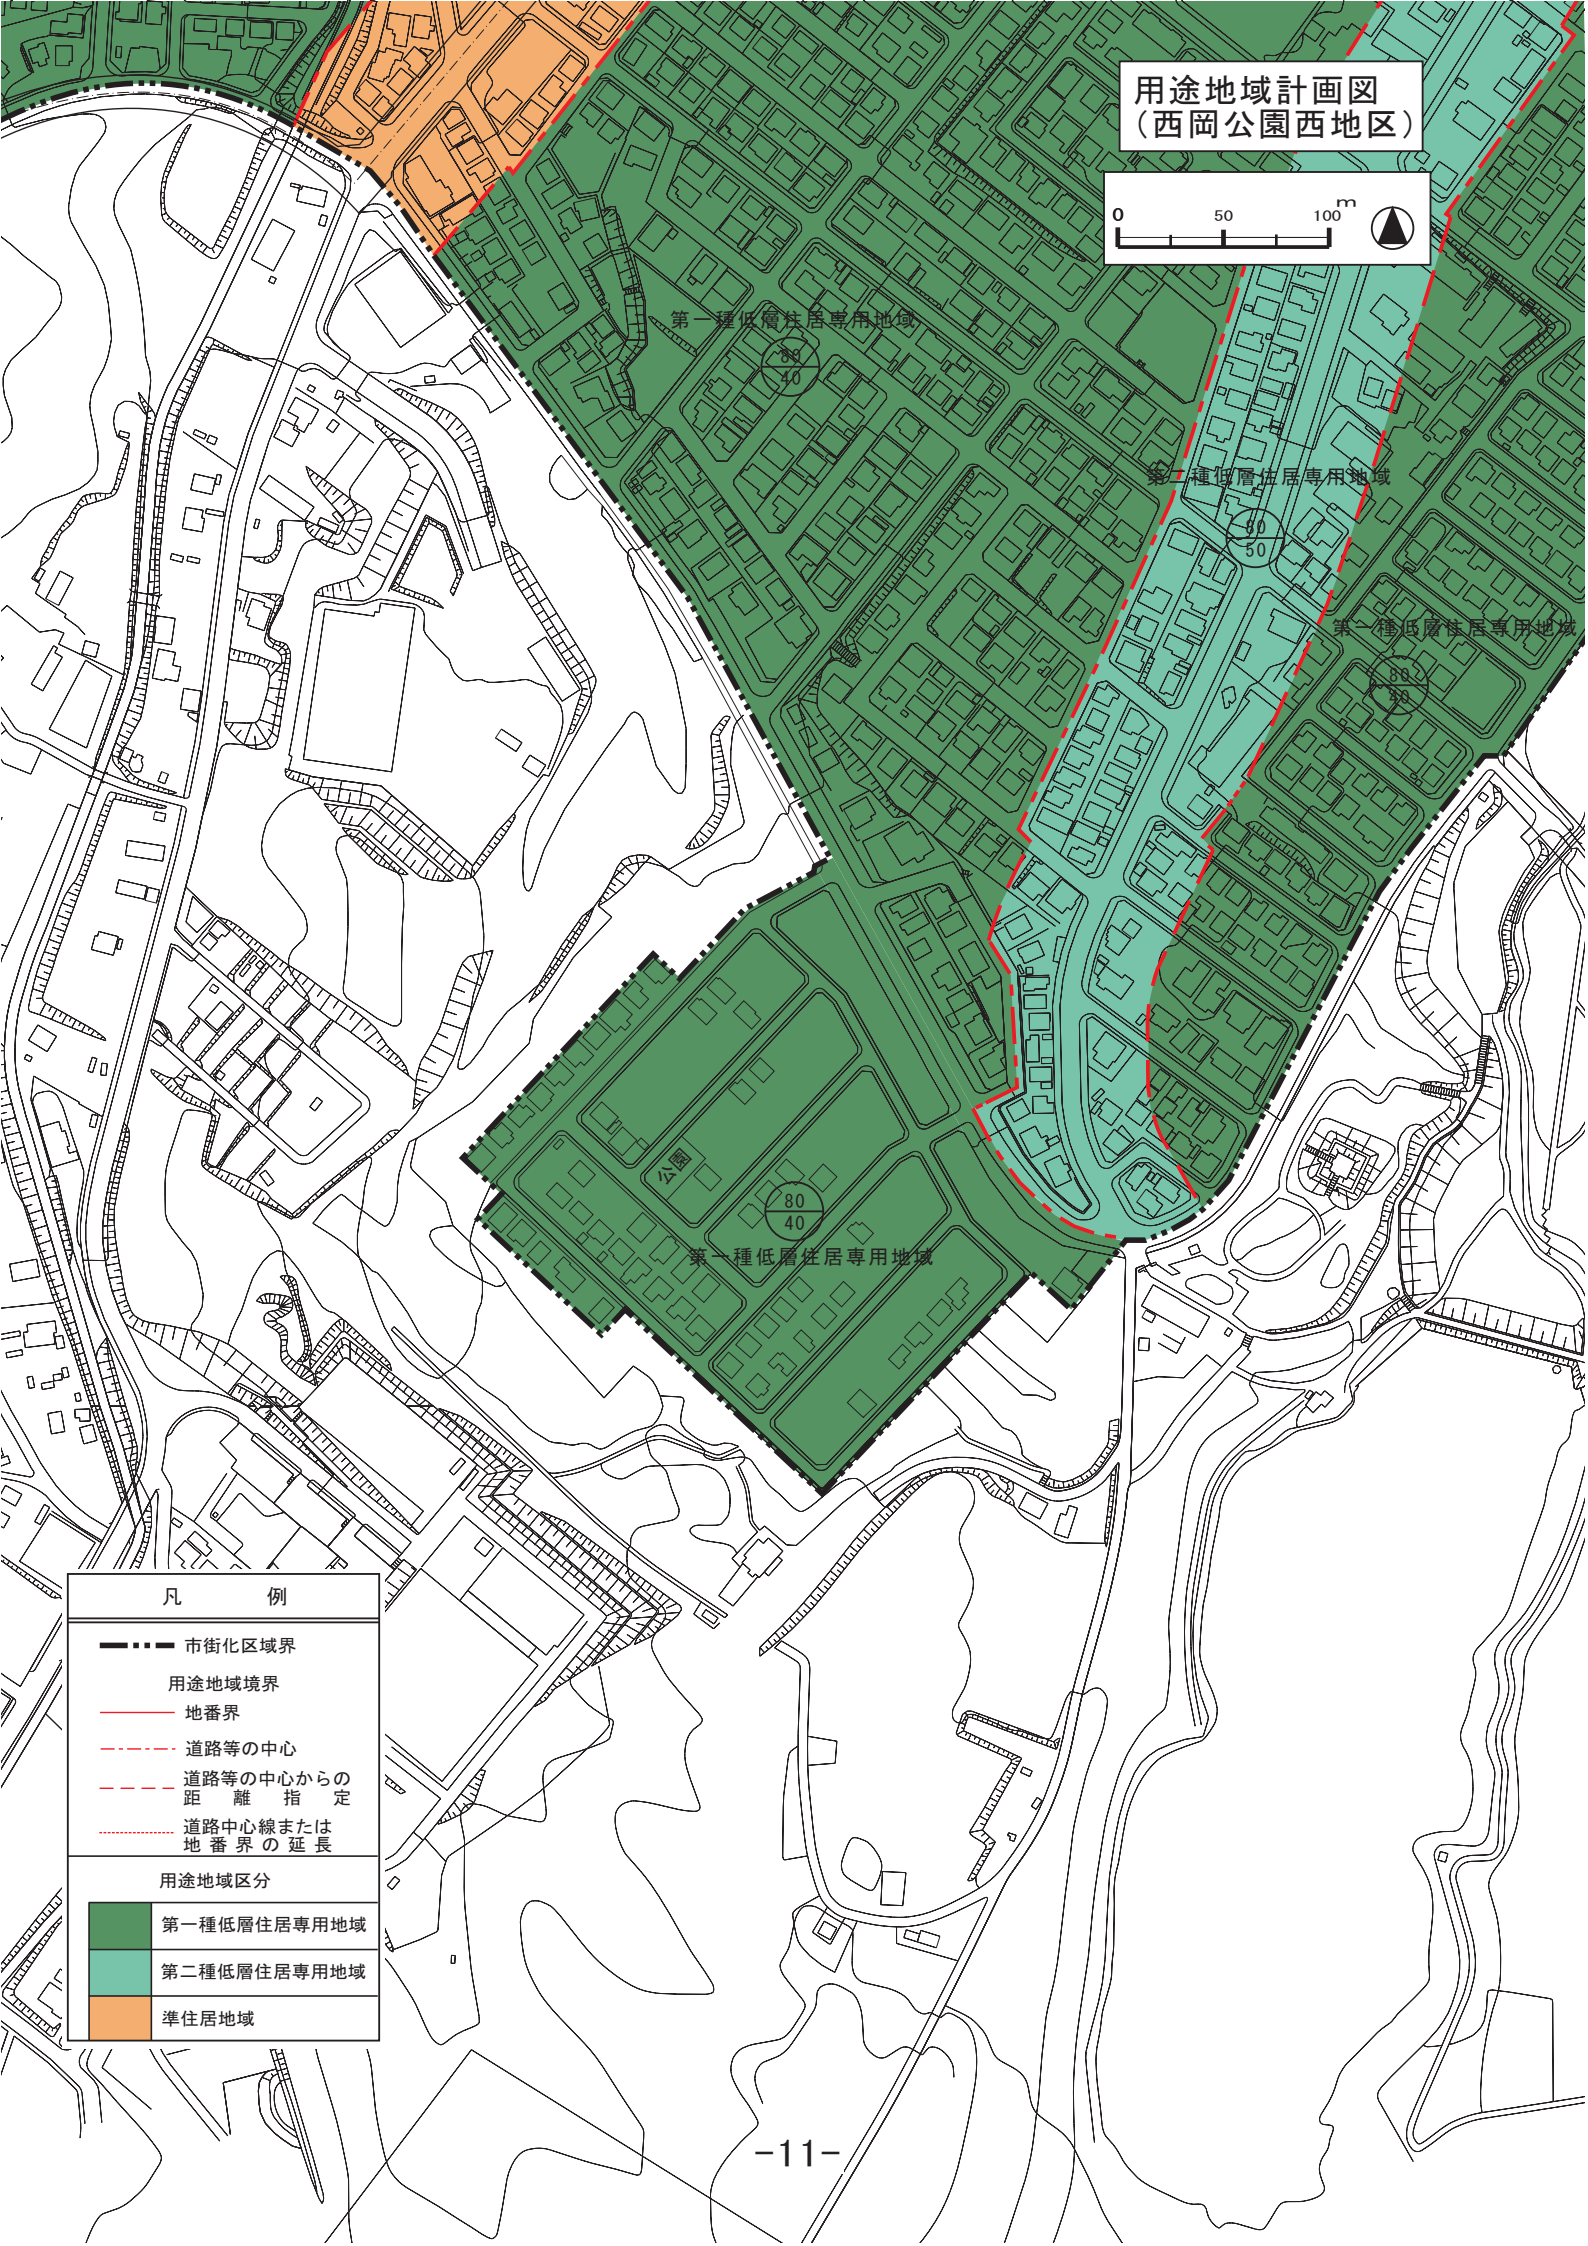 用途地域計画図
（西岡公園西地区）
0 50 100m
第一種低層住居専用地域
80
40
第二種低層住居専用地域
80
50
第一種低層住居専用地域
80
40
公園
80
40
第一種低層住居専用地域
凡 例
市街化区域界
用途地域境界
地番界
道路等の中心
道路等の中心からの
距離指定
道路中心線または
地番界の延長
用途地域区分
第一種低層住居専用地域
第二種低層住居専用地域
準住居地域
-11-